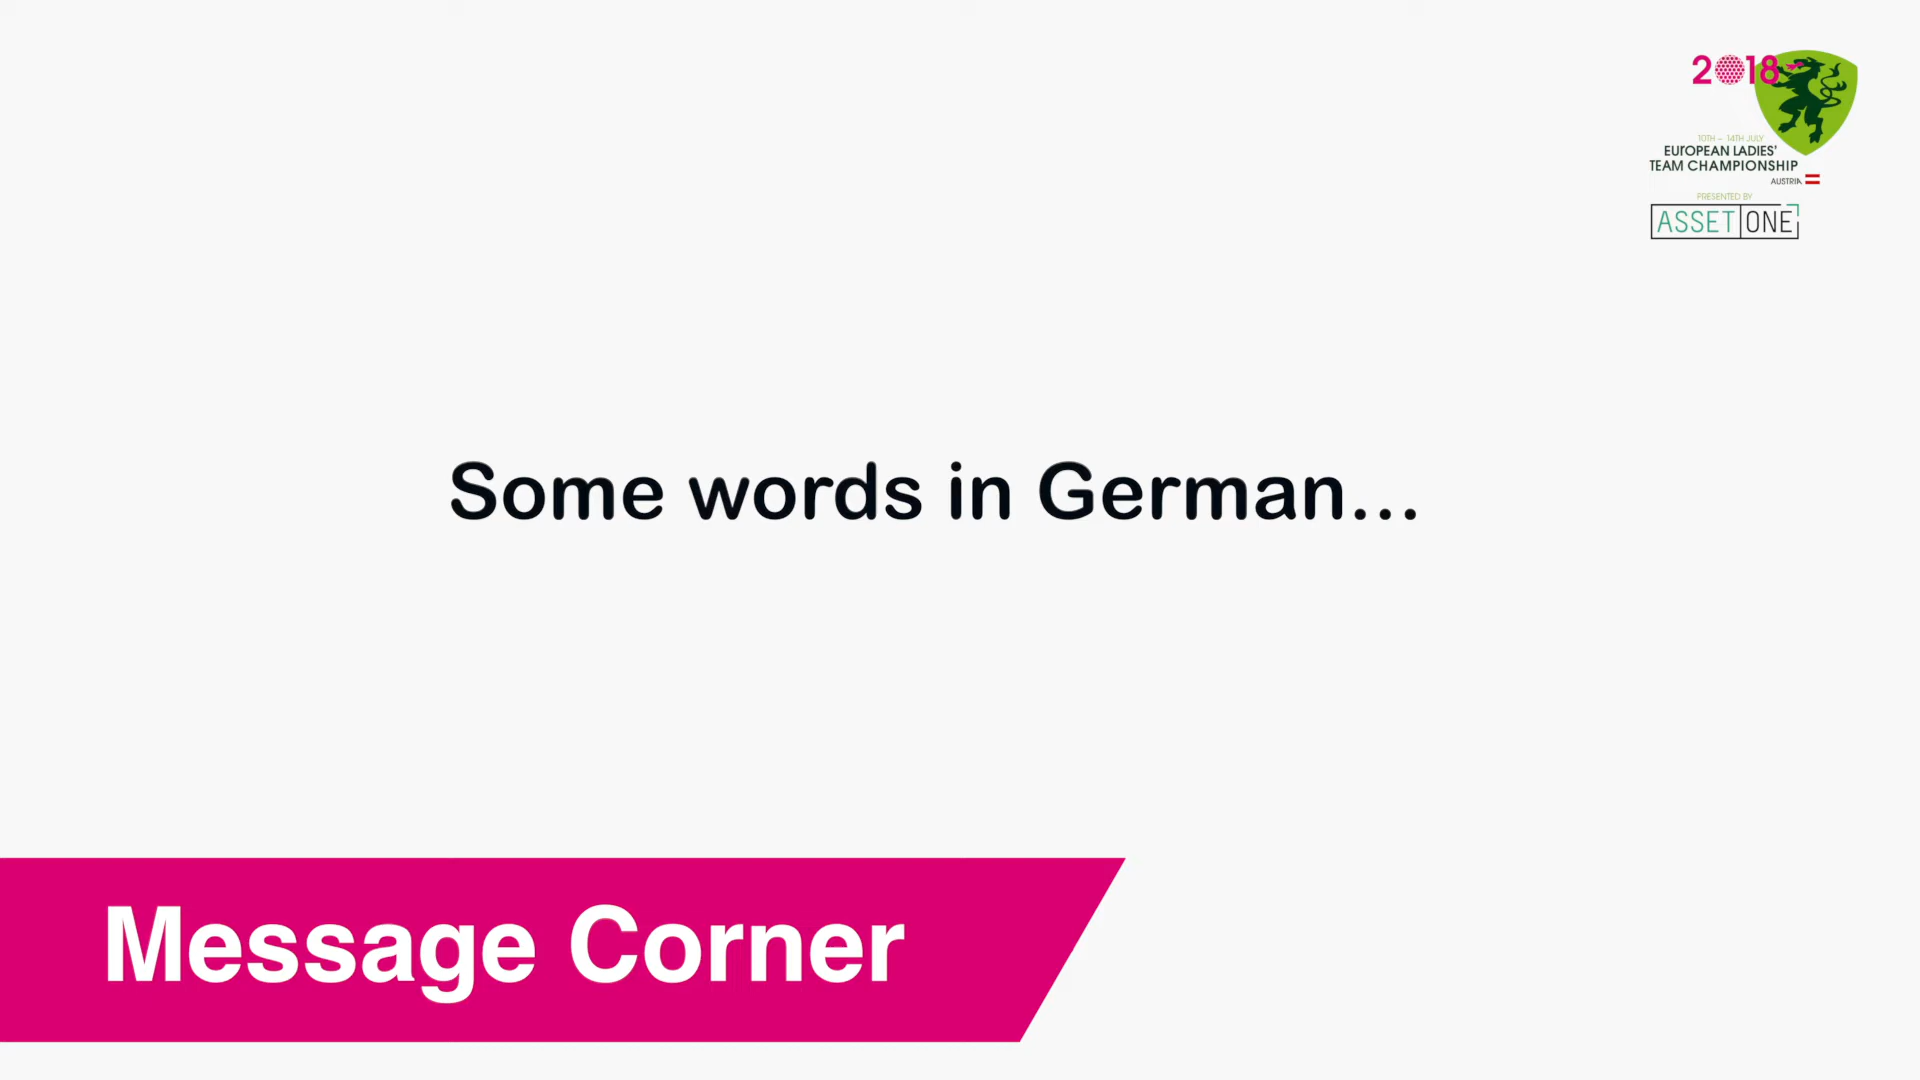 2018
10TH – 14TH JULY
EUROPEAN LADIES'
TEAM CHAMPIONSHIP
AUSTRIA
PRESENTED BY
ASSET ONE
Some words in German...
Message Corner